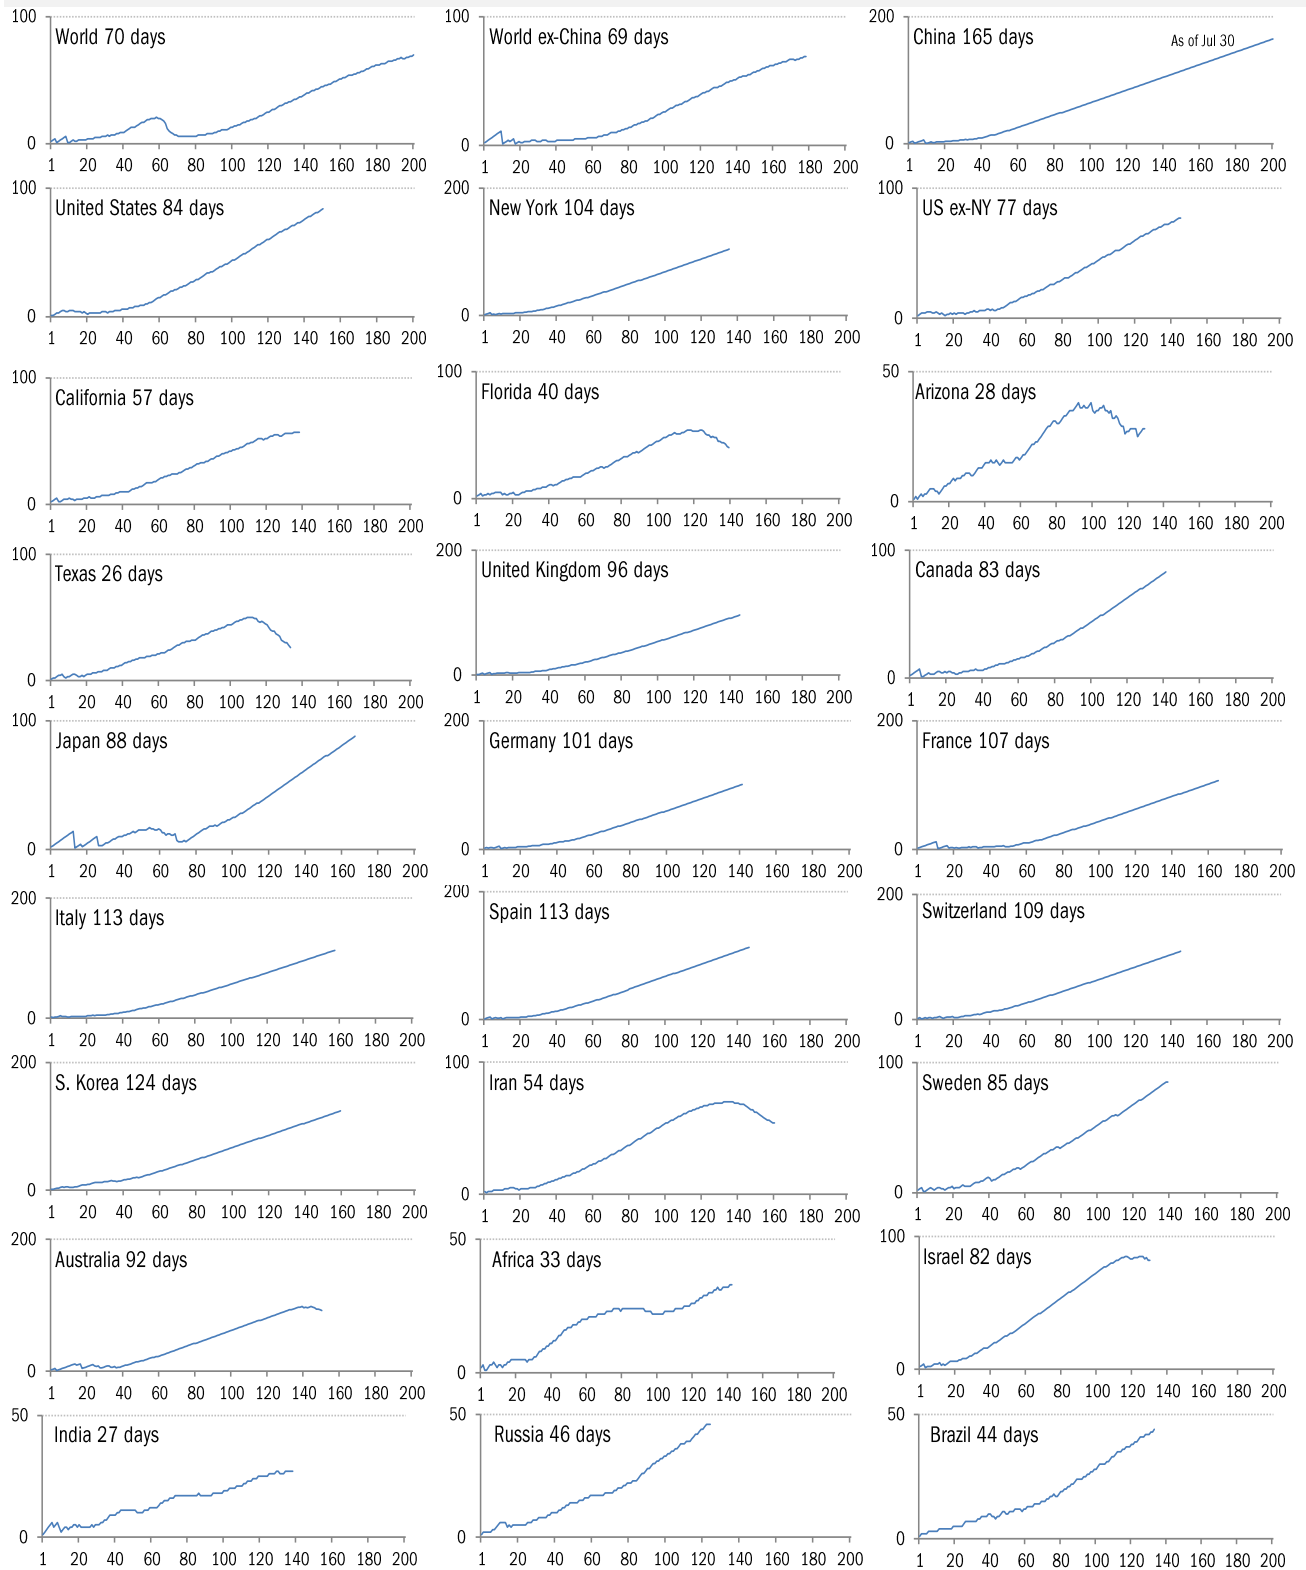 World 70 days
100
0
1 20 40 60 80 100 120 140 160 180 200
World ex-China 69 days
100
0
1 20 40 60 80 100 120 140 160 180 200
China 165 days
As of Jul 30
200
0
1 20 40 60 80 100 120 140 160 180 200
United States 84 days
100
0
1 20 40 60 80 100 120 140 160 180 200
New York 104 days
200
0
1 20 40 60 80 100 120 140 160 180 200
US ex-NY 77 days
100
0
1 20 40 60 80 100 120 140 160 180 200
California 57 days
100
0
1 20 40 60 80 100 120 140 160 180 200
Florida 40 days
100
0
1 20 40 60 80 100 120 140 160 180 200
Arizona 28 days
50
0
1 20 40 60 80 100 120 140 160 180 200
Texas 26 days
100
0
1 20 40 60 80 100 120 140 160 180 200
United Kingdom 96 days
200
0
1 20 40 60 80 100 120 140 160 180 200
Canada 83 days
100
0
1 20 40 60 80 100 120 140 160 180 200
Japan 88 days
100
0
1 20 40 60 80 100 120 140 160 180 200
Germany 101 days
200
0
1 20 40 60 80 100 120 140 160 180 200
France 107 days
200
0
1 20 40 60 80 100 120 140 160 180 200
Italy 113 days
200
0
1 20 40 60 80 100 120 140 160 180 200
Spain 113 days
200
0
1 20 40 60 80 100 120 140 160 180 200
Switzerland 109 days
200
0
1 20 40 60 80 100 120 140 160 180 200
S. Korea 124 days
200
0
1 20 40 60 80 100 120 140 160 180 200
Iran 54 days
100
0
1 20 40 60 80 100 120 140 160 180 200
Sweden 85 days
100
0
1 20 40 60 80 100 120 140 160 180 200
Australia 92 days
200
0
1 20 40 60 80 100 120 140 160 180 200
Africa 33 days
50
0
1 20 40 60 80 100 120 140 160 180 200
Israel 82 days
100
0
1 20 40 60 80 100 120 140 160 180 200
India 27 days
50
0
1 20 40 60 80 100 120 140 160 180 200
Russia 46 days
50
0
1 20 40 60 80 100 120 140 160 180 200
Brazil 44 days
50
0
1 20 40 60 80 100 120 140 160 180 200